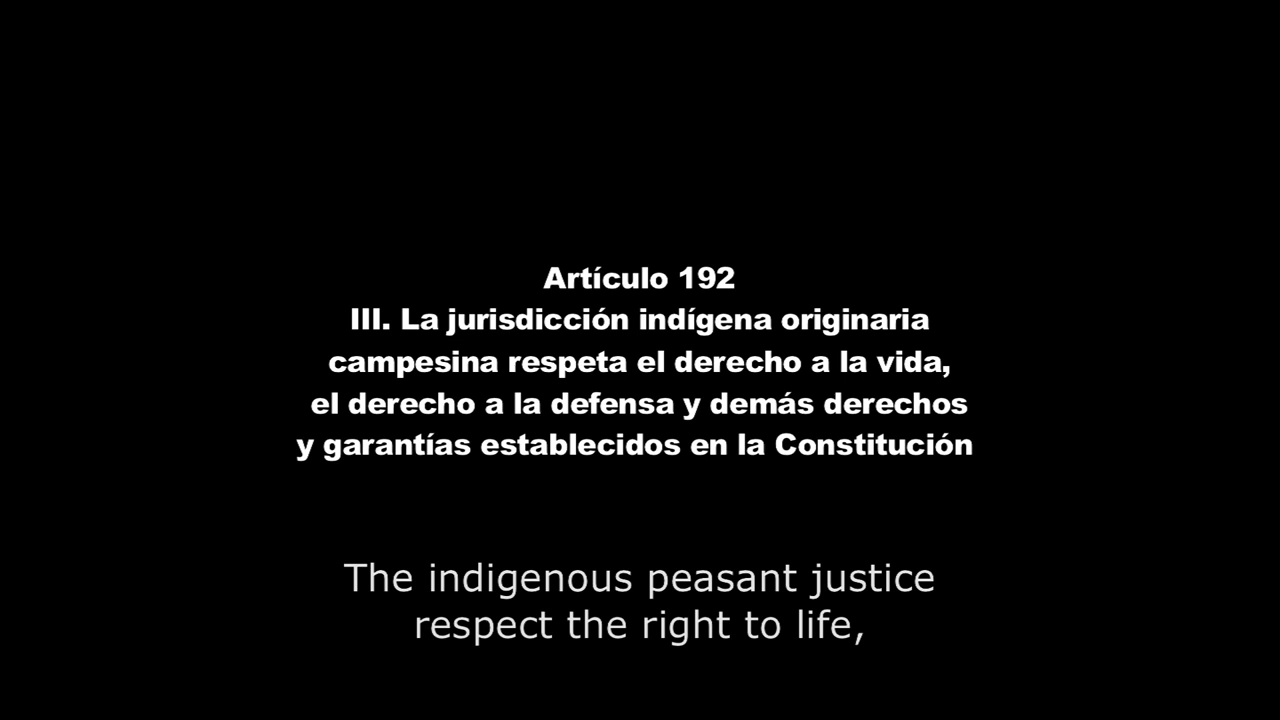 Artículo 192
III. La jurisdicción indígena originaria
campesina respeta el derecho a la vida,
el derecho a la defensa y demás derechos
y garantías establecidos en la Constitución
The indigenous peasant justice
respect the right to life,